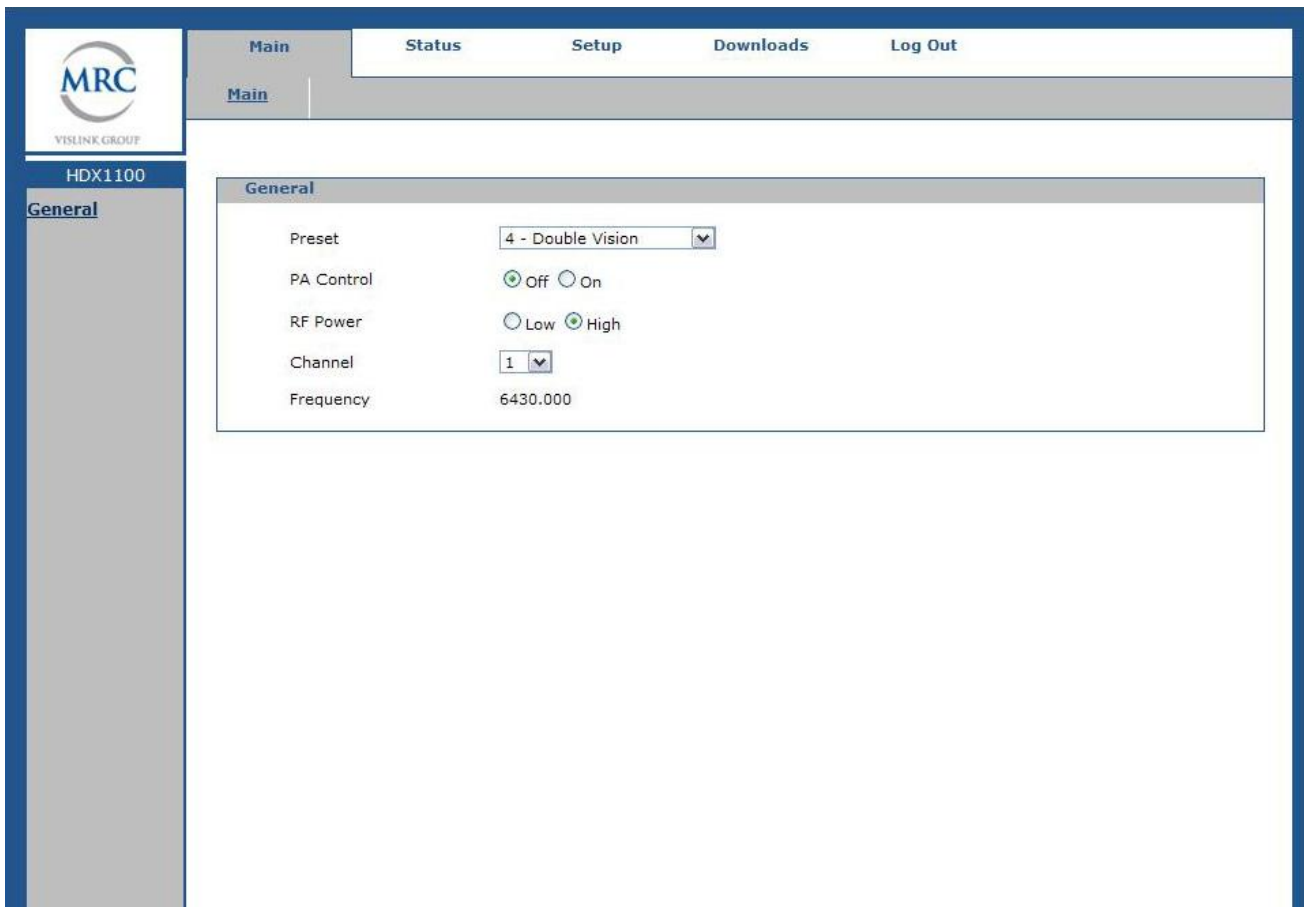 MRC
VISLINK GROUP
Main Status Setup Downloads Log Out
Main
HDX1100
General
General
Preset 4 - Double Vision
PA Control Off On
RF Power Low High
Channel 1
Frequency 6430.000